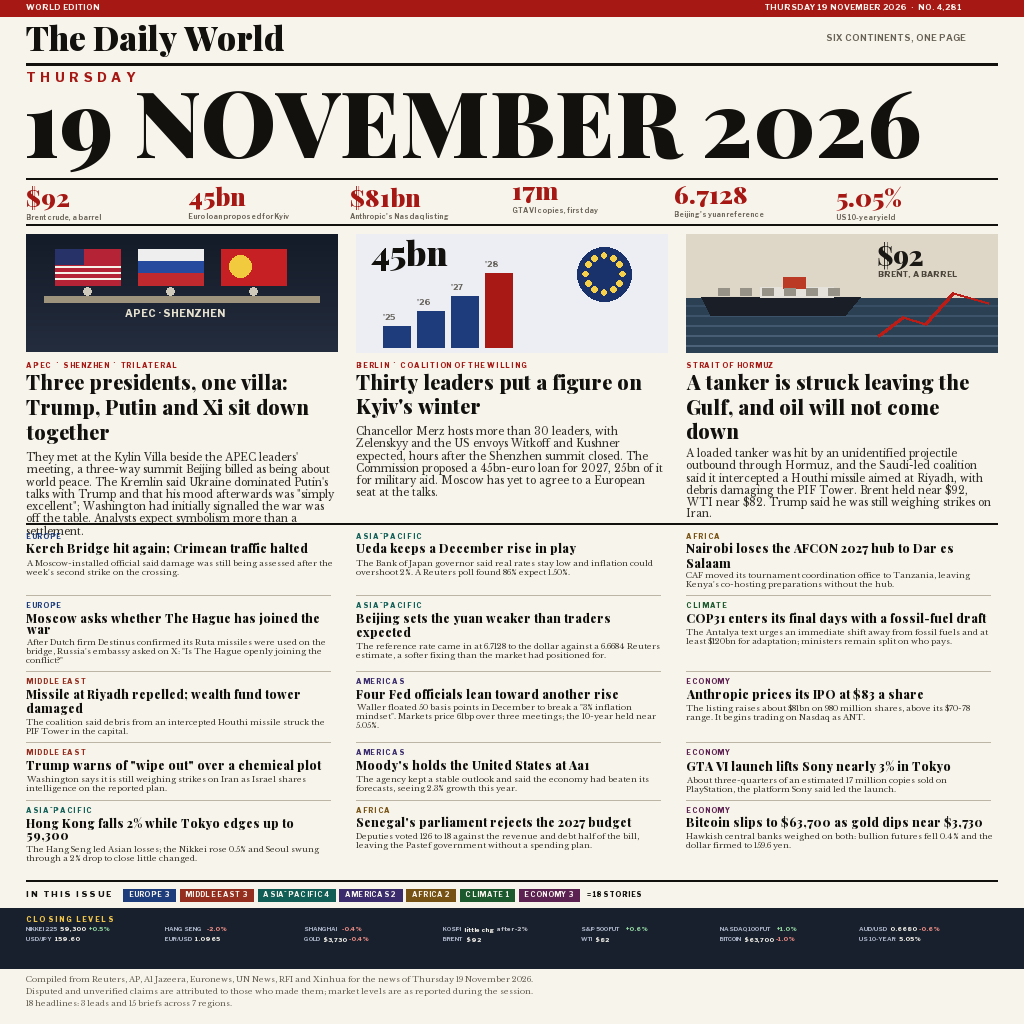 WORLD EDITION
THURSDAY 19 NOVEMBER 2026 · NO. 4,281
The Daily World
SIX CONTINENTS, ONE PAGE
THURSDAY
19 NOVEMBER 2026
$92
Brent crude, a barrel
45bn
Euro loan proposed for Kyiv
$81bn
Anthropic's Nasdaq listing
17m
GTA VI copies, first day
6.7128
Beijing's yuan reference
5.05%
US 10-year yield
APEC · SHENZHEN
45bn
'25
'26
'27
'28
$92
BRENT, A BARREL
APEC · SHENZHEN · TRILATERAL
Three presidents, one villa:
Trump, Putin and Xi sit down
together
They met at the Kylin Villa beside the APEC leaders'
meeting, a three-way summit Beijing billed as being about
world peace. The Kremlin said Ukraine dominated Putin's
talks with Trump and that his mood afterwards was "simply
excellent"; Washington had initially signalled the war was
off the table. Analysts expect symbolism more than a
settlement.
BERLIN · COALITION OF THE WILLING
Thirty leaders put a figure on
Kyiv's winter
Chancellor Merz hosts more than 30 leaders, with
Zelenskyy and the US envoys Witkoff and Kushner
expected, hours after the Shenzhen summit closed. The
Commission proposed a 45bn-euro loan for 2027, 25bn of it
for military aid. Moscow has yet to agree to a European
seat at the talks.
STRAIT OF HORMUZ
A tanker is struck leaving the
Gulf, and oil will not come
down
A loaded tanker was hit by an unidentified projectile
outbound through Hormuz, and the Saudi-led coalition
said it intercepted a Houthi missile aimed at Riyadh, with
debris damaging the PIF Tower. Brent held near $92,
WTI near $82. Trump said he was still weighing strikes on
Iran.
EUROPE
Kerch Bridge hit again; Crimean traffic halted
A Moscow-installed official said damage was still being assessed after the
week's second strike on the crossing.
ASIA-PACIFIC
Ueda keeps a December rise in play
The Bank of Japan governor said real rates stay low and inflation could
overshoot 2%. A Reuters poll found 86% expect 1.50%.
AFRICA
Nairobi loses the AFCON 2027 hub to Dar es
Salaam
CAF moved its tournament coordination office to Tanzania, leaving
Kenya's co-hosting preparations without the hub.
EUROPE
Moscow asks whether The Hague has joined the
war
After Dutch firm Destinus confirmed its Ruta missiles were used on the
bridge, Russia's embassy asked on X: "Is The Hague openly joining the
conflict?"
ASIA-PACIFIC
Beijing sets the yuan weaker than traders
expected
The reference rate came in at 6.7128 to the dollar against a 6.6684 Reuters
estimate, a softer fixing than the market had positioned for.
CLIMATE
COP31 enters its final days with a fossil-fuel draft
The Antalya text urges an immediate shift away from fossil fuels and at
least $120bn for adaptation; ministers remain split on who pays.
MIDDLE EAST
Missile at Riyadh repelled; wealth fund tower
damaged
The coalition said debris from an intercepted Houthi missile struck the
PIF Tower in the capital.
AMERICAS
Four Fed officials lean toward another rise
Waller floated 50 basis points in December to break a "3% inflation
mindset". Markets price 61bp over three meetings; the 10-year held near
5.05%.
ECONOMY
Anthropic prices its IPO at $83 a share
The listing raises about $81bn on 980 million shares, above its $70-78
range. It begins trading on Nasdaq as ANT.
MIDDLE EAST
Trump warns of "wipe out" over a chemical plot
Washington says it is still weighing strikes on Iran as Israel shares
intelligence on the reported plan.
AMERICAS
Moody's holds the United States at Aa1
The agency kept a stable outlook and said the economy had beaten its
forecasts, seeing 2.3% growth this year.
ECONOMY
GTA VI launch lifts Sony nearly 3% in Tokyo
About three-quarters of an estimated 17 million copies sold on
PlayStation, the platform Sony said led the launch.
ASIA-PACIFIC
Hong Kong falls 2% while Tokyo edges up to
59,300
The Hang Seng led Asian losses; the Nikkei rose 0.5% and Seoul swung
through a 2% drop to close little changed.
AFRICA
Senegal's parliament rejects the 2027 budget
Deputies voted 126 to 18 against the revenue and debt half of the bill,
leaving the Pastef government without a spending plan.
ECONOMY
Bitcoin slips to $63,700 as gold dips near $3,730
Hawkish central banks weighed on both: bullion futures fell 0.4% and the
dollar firmed to 159.6 yen.
IN THIS ISSUE EUROPE 3 MIDDLE EAST 3 ASIA-PACIFIC 4 AMERICAS 2 AFRICA 2 CLIMATE 1 ECONOMY 3 =18 STORIES
CLOSING LEVELS
NIKKEI 225 59,300 +0.5% HANG SENG -2.0% SHANGHAI -0.4% KOSPI little chg after -2% S&P 500 FUT +0.6% NASDAQ 100 FUT +1.0% AUD/USD 0.6680 -0.6%
USD/JPY 159.60 EUR/USD 1.0965 GOLD $3,730 -0.4% BRENT $92 WTI $82 BITCOIN $63,700 -1.0% US 10-YEAR 5.05%
Compiled from Reuters, AP, Al Jazeera, Euronews, UN News, RFI and Xinhua for the news of Thursday 19 November 2026.
Disputed and unverified claims are attributed to those who made them; market levels are as reported during the session.
18 headlines: 3 leads and 15 briefs across 7 regions.